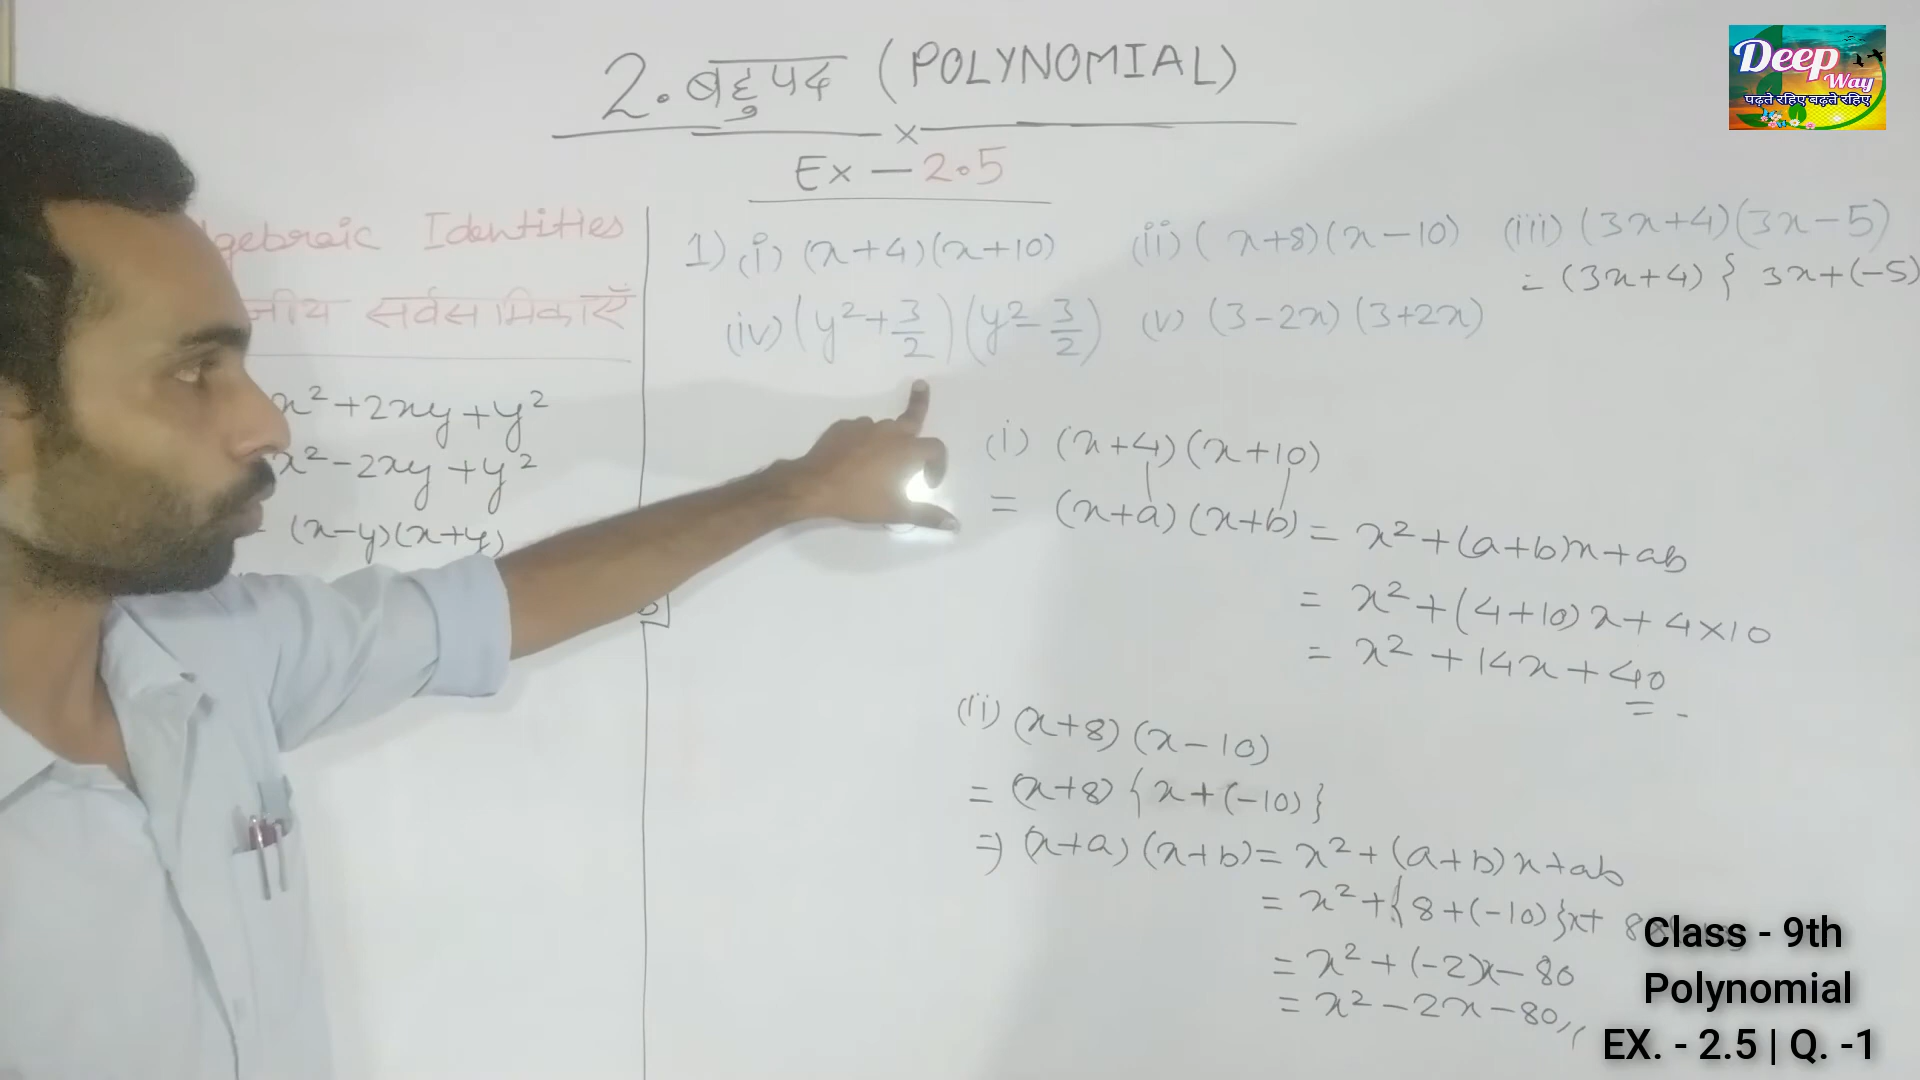 2. बहुपद (POLYNOMIAL)
x
Ex - 2.5
Deep
Way
पढ़ते रहिए बढ़ते रहिए
gebraic Identities
जीय सर्वसमिकाएँ
x² + 2xy + y²
x² - 2xy + y²
(x-y)(x+y)
1) (i) (x+4)(x+10) (ii) (x+8)(x-10) (iii) (3x+4)(3x-5)
= (3x+4) { 3x+(-5)
(iv) (y² + 3/2) (y² - 3/2) (v) (3-2x) (3+2x)
(i) (x+4)(x+10)
= (x+a)(x+b) = x² + (a+b)x + ab
= x² + (4+10)x + 4×10
= x² + 14x + 40
(ii) (x+8)(x-10)
= (x+8) {x+(-10)}
⇒ (x+a)(x+b) = x² + (a+b)x + ab
= x² + {8+(-10)}x + 8
= x² + (-2)x - 80
= x² - 2x - 80,,
Class - 9th
Polynomial
EX. - 2.5 | Q. -1